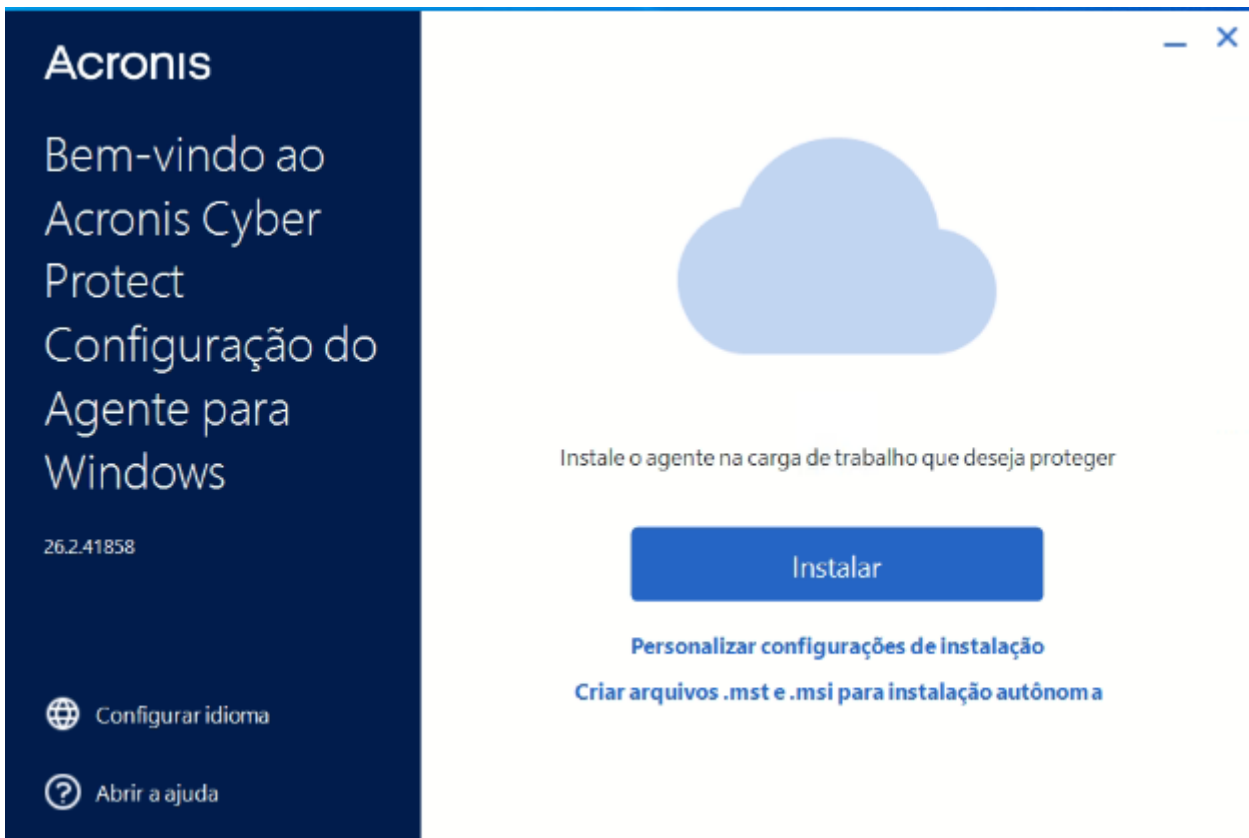 Acronis
Bem-vindo ao
Acronis Cyber
Protect
Configuração do
Agente para
Windows
26.2.41858
Configurar idioma
Abrir a ajuda
Instale o agente na carga de trabalho que deseja proteger
Instalar
Personalizar configurações de instalação
Criar arquivos .mst e .msi para instalação autônoma